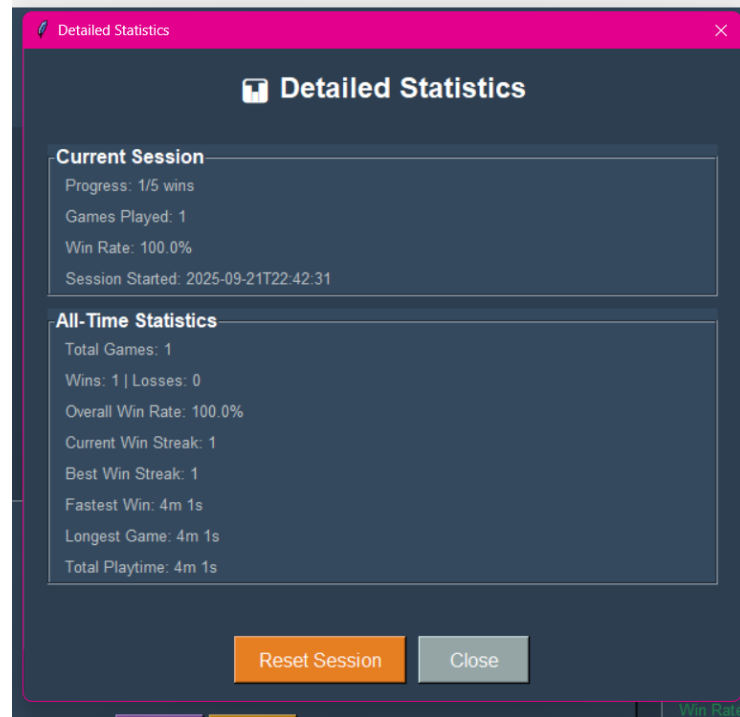 Detailed Statistics
Detailed Statistics
Current Session
Progress: 1/5 wins
Games Played: 1
Win Rate: 100.0%
Session Started: 2025-09-21T22:42:31
All-Time Statistics
Total Games: 1
Wins: 1 | Losses: 0
Overall Win Rate: 100.0%
Current Win Streak: 1
Best Win Streak: 1
Fastest Win: 4m 1s
Longest Game: 4m 1s
Total Playtime: 4m 1s
Reset Session Close
Win Rate